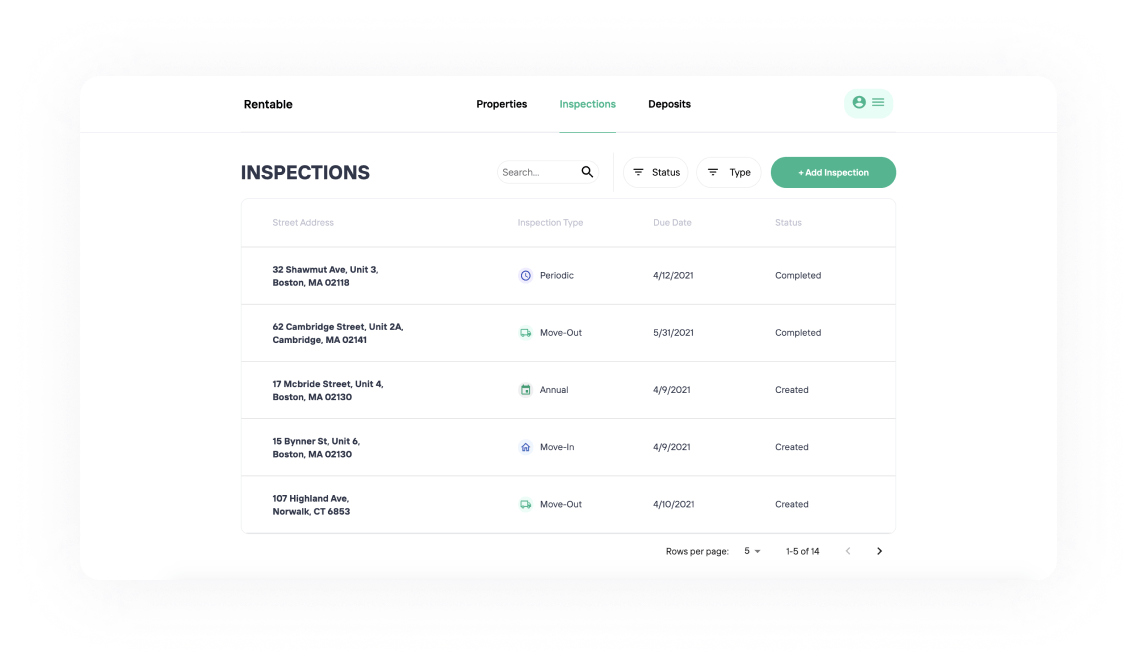 Rentable
Properties
Inspections
Deposits
INSPECTIONS
Search...
Status
Type
+ Add Inspection
Street Address
Inspection Type
Due Date
Status
32 Shawmut Ave, Unit 3,
Boston, MA 02118
Periodic
4/12/2021
Completed
62 Cambridge Street, Unit 2A,
Cambridge, MA 02141
Move-Out
5/31/2021
Completed
17 Mcbride Street, Unit 4,
Boston, MA 02130
Annual
4/9/2021
Created
15 Bynner St, Unit 6,
Boston, MA 02130
Move-In
4/9/2021
Created
107 Highland Ave,
Norwalk, CT 6853
Move-Out
4/10/2021
Created
Rows per page:
5
1-5 of 14